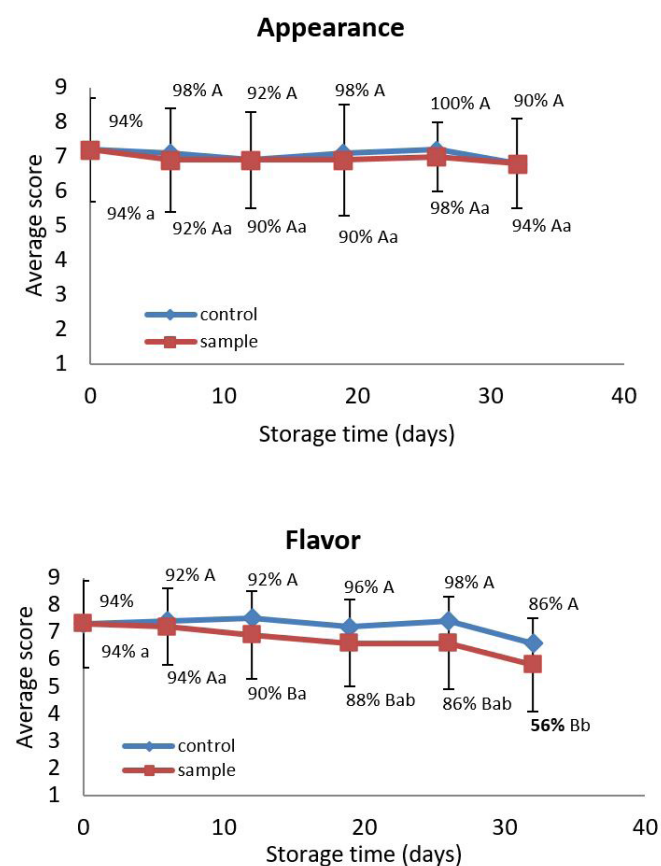 Appearance
9
98% A
92% A
98% A
90% A
100% A
8
94%
7
6
94% a
92% Aa
90% Aa
90% Aa
98% Aa
94% Aa
5
Average score
4
3
control
2
sample
1
0
10
20
30
40
Storage time (days)
Flavor
9
92% A
92% A
96% A
98% A
86% A
94%
8
7
6
94% a
94% Aa
90% Ba
88% Bab
86% Bab
56% Bb
5
Average score
4
3
control
2
sample
1
0
10
20
30
40
Storage time (days)